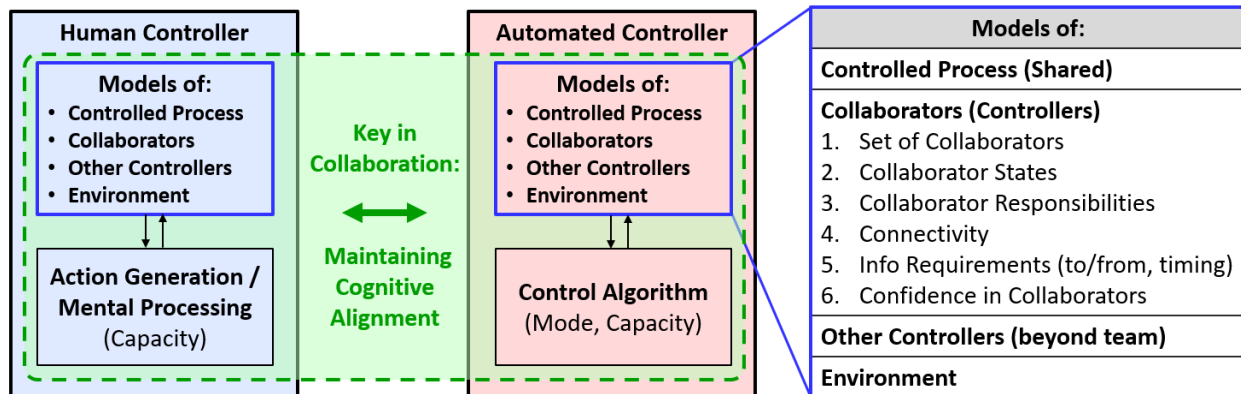 Human Controller
Models of:
• Controlled Process
• Collaborators
• Other Controllers
• Environment
Action Generation /
Mental Processing
(Capacity)
Key in
Collaboration:
Maintaining
Cognitive
Alignment
Automated Controller
Models of:
• Controlled Process
• Collaborators
• Other Controllers
• Environment
Control Algorithm
(Mode, Capacity)
Models of:
Controlled Process (Shared)
Collaborators (Controllers)
1. Set of Collaborators
2. Collaborator States
3. Collaborator Responsibilities
4. Connectivity
5. Info Requirements (to/from, timing)
6. Confidence in Collaborators
Other Controllers (beyond team)
Environment